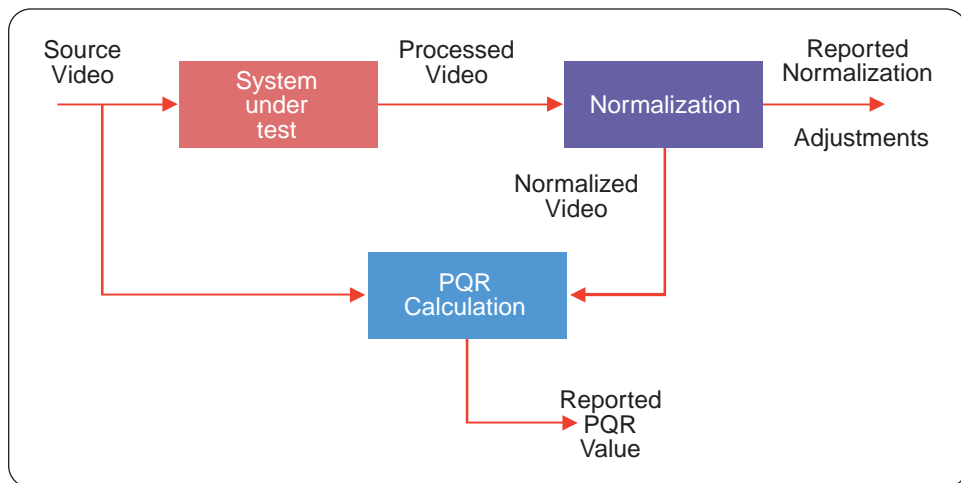 Source
Video
System
under
test
Processed
Video
Normalization
Reported
Normalization
Adjustments
Normalized
Video
PQR
Calculation
Reported
PQR
Value